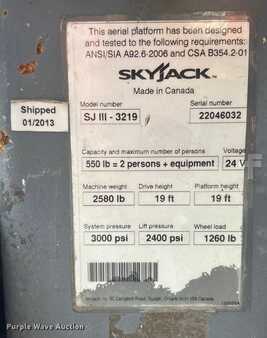 This aerial platform has been designed
and tested to the following requirements:
ANSI/SIA A92.6-2006 and CSA B354.2-01
SKYJACK
Made in Canada
Shipped
01/2013
Model number
Serial number
SJ III - 3219
22046032
Capacity and maximum number of persons
Voltage
550 lb = 2 persons + equipment
24 V
Machine weight
Drive height
Platform height
2580 lb
19 ft
19 ft
System pressure
Lift pressure
Wheel load
3000 psi
2400 psi
1260 lb
Purple Wave Auction